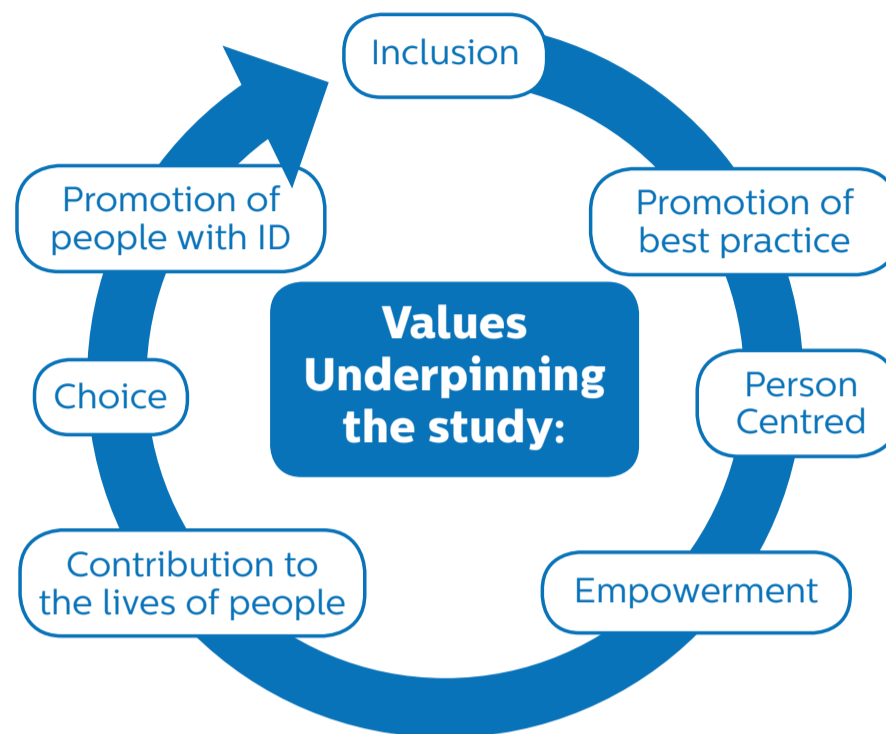 Inclusion
Promotion of
best practice
Person
Centred
Empowerment
Contribution to
the lives of people
Choice
Promotion of
people with ID
Values
Underpinning
the study: